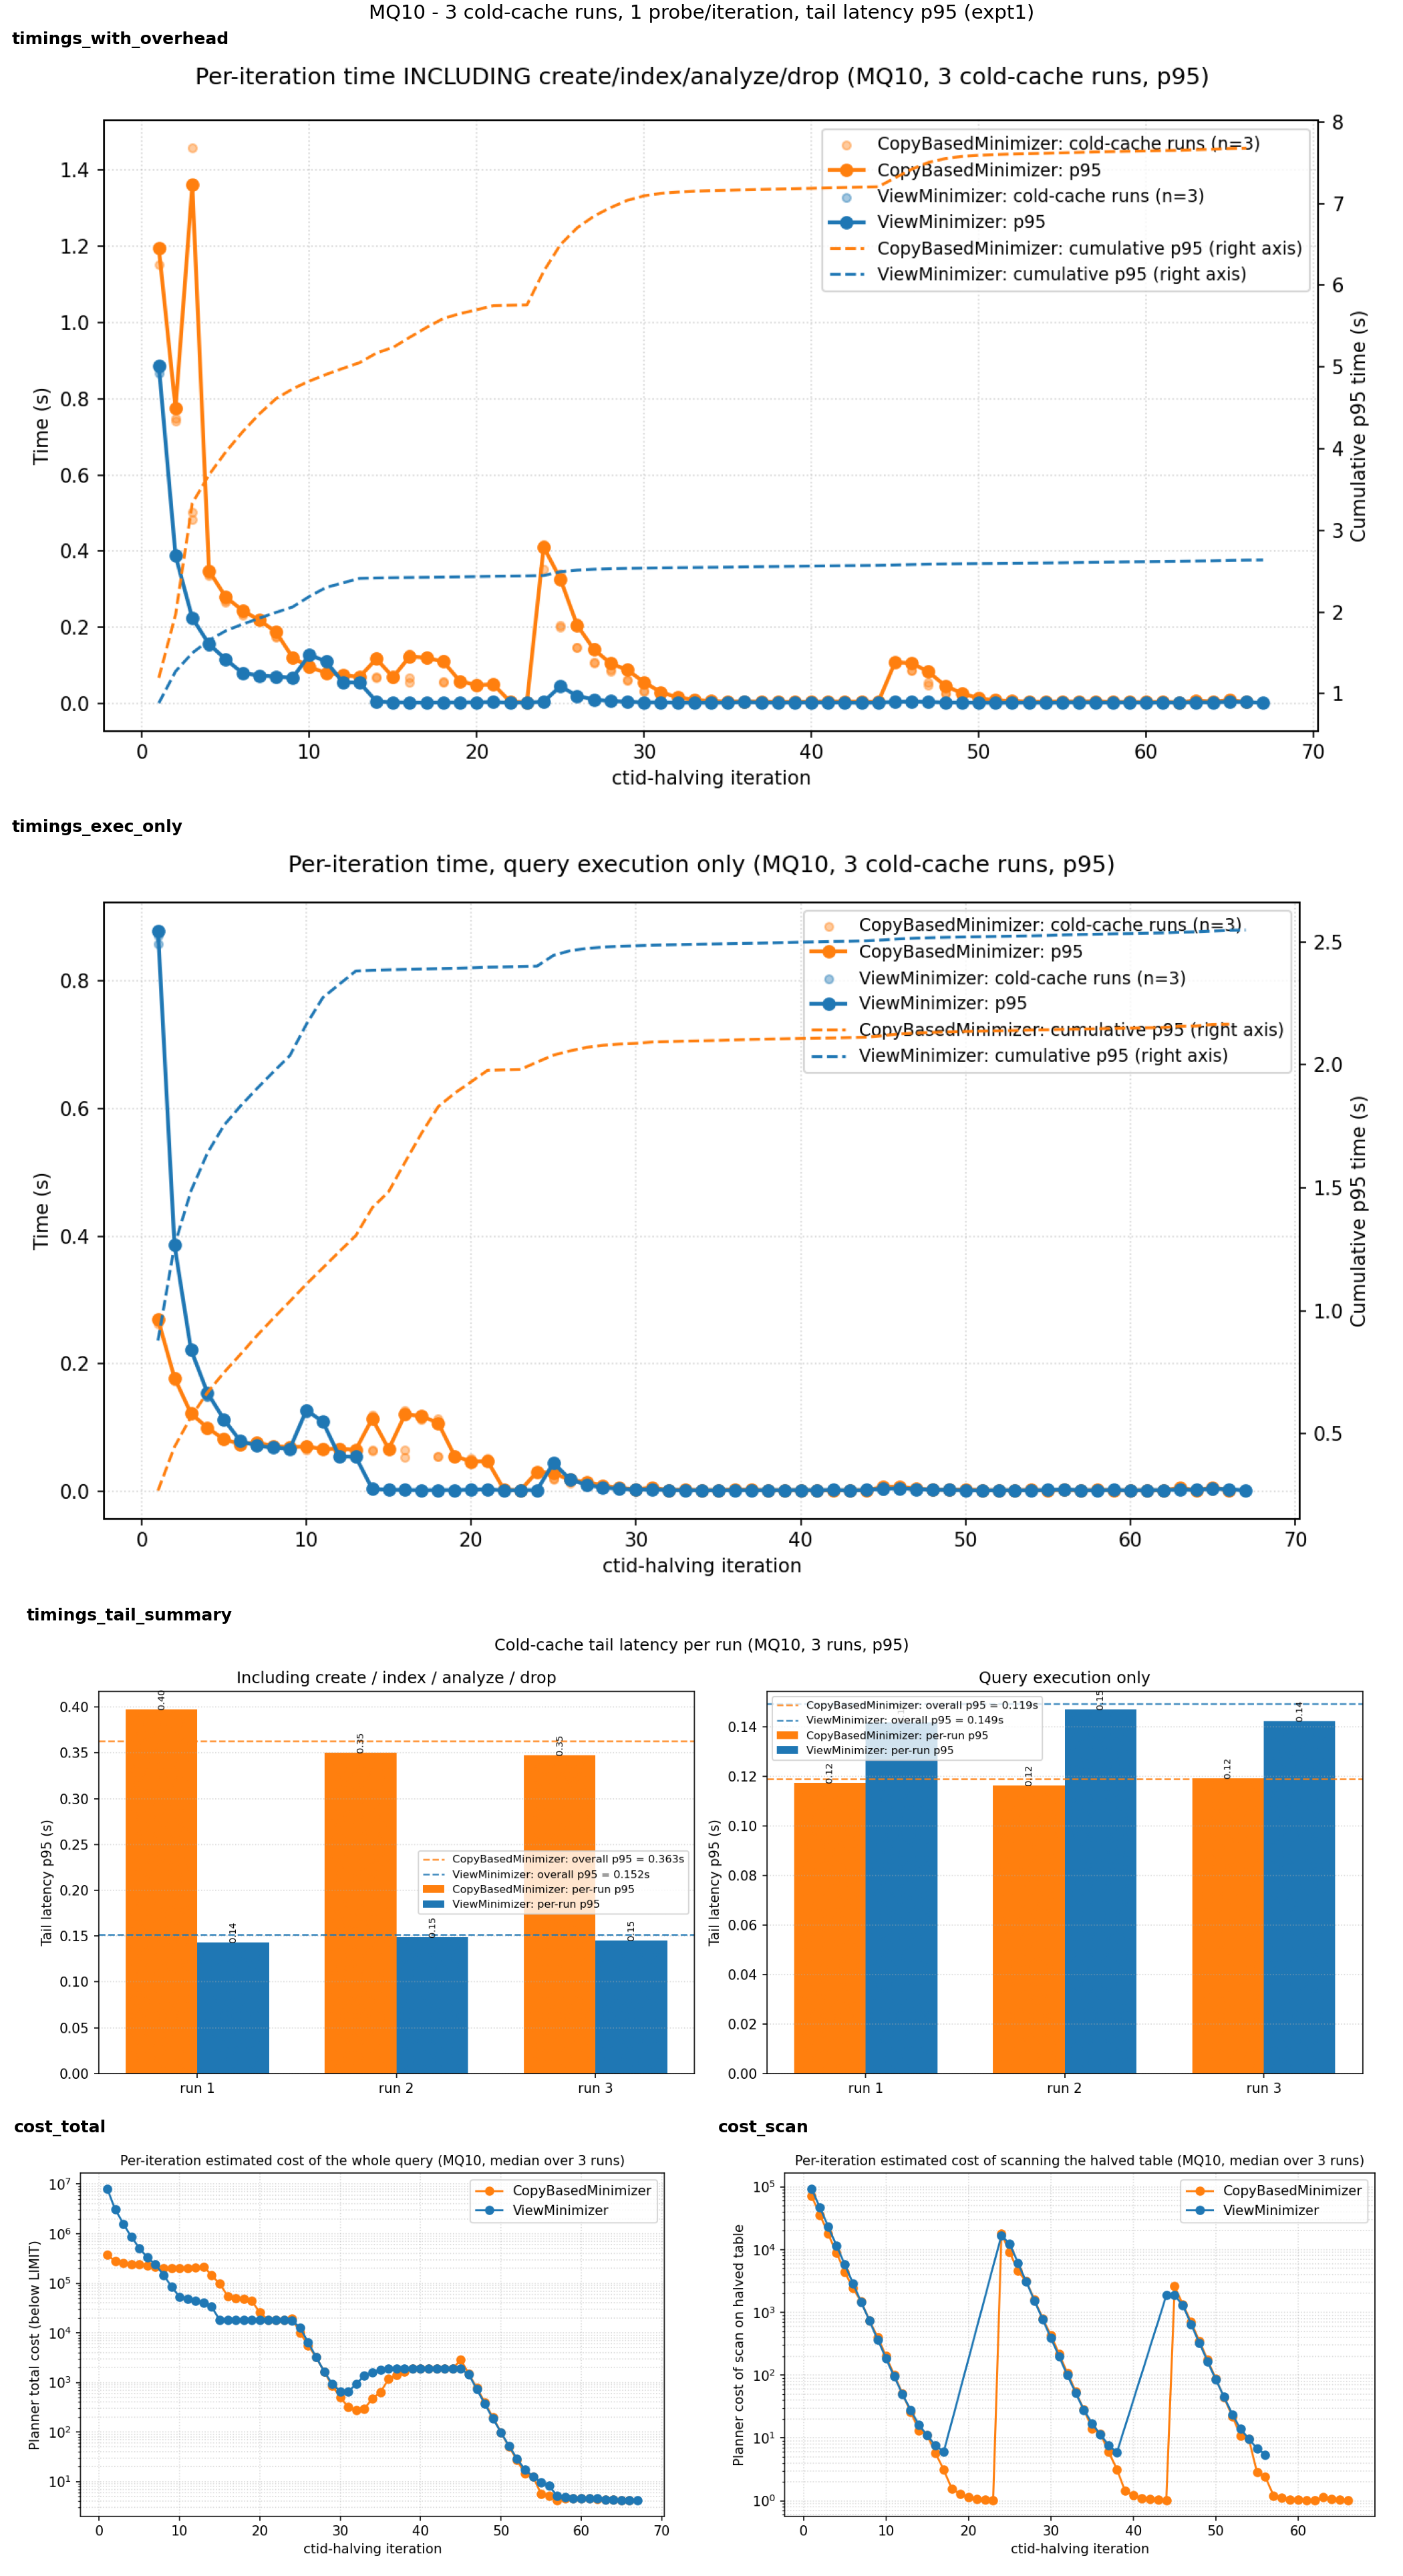 MQ10 - 3 cold-cache runs, 1 probe/iteration, tail latency p95 (expt1)
timings_with_overhead
Per-iteration time INCLUDING create/index/analyze/drop (MQ10, 3 cold-cache runs, p95)
CopyBasedMinimizer: cold-cache runs (n=3)
CopyBasedMinimizer: p95
ViewMinimizer: cold-cache runs (n=3)
ViewMinimizer: p95
CopyBasedMinimizer: cumulative p95 (right axis)
ViewMinimizer: cumulative p95 (right axis)
Time (s)
1.4
1.2
1.0
0.8
0.6
0.4
0.2
0.0
8
7
6
5
4
3
2
1
Cumulative p95 time (s)
0 10 20 30 40 50 60 70
ctid-halving iteration
timings_exec_only
Per-iteration time, query execution only (MQ10, 3 cold-cache runs, p95)
CopyBasedMinimizer: cold-cache runs (n=3)
CopyBasedMinimizer: p95
ViewMinimizer: cold-cache runs (n=3)
ViewMinimizer: p95
CopyBasedMinimizer: cumulative p95 (right axis)
ViewMinimizer: cumulative p95 (right axis)
Time (s)
0.8
0.6
0.4
0.2
0.0
2.5
2.0
1.5
1.0
0.5
Cumulative p95 time (s)
0 10 20 30 40 50 60 70
ctid-halving iteration
timings_tail_summary
Cold-cache tail latency per run (MQ10, 3 runs, p95)
Including create / index / analyze / drop
Tail latency p95 (s)
0.40
0.35
0.30
0.25
0.20
0.15
0.10
0.05
0.00
0.40
0.35
0.35
0.14
0.15
0.15
CopyBasedMinimizer: overall p95 = 0.363s
ViewMinimizer: overall p95 = 0.152s
CopyBasedMinimizer: per-run p95
ViewMinimizer: per-run p95
run 1 run 2 run 3
Query execution only
Tail latency p95 (s)
0.14
0.12
0.10
0.08
0.06
0.04
0.02
0.00
CopyBasedMinimizer: overall p95 = 0.119s
ViewMinimizer: overall p95 = 0.149s
CopyBasedMinimizer: per-run p95
ViewMinimizer: per-run p95
0.12
0.12
0.12
0.15
0.14
run 1 run 2 run 3
cost_total
Per-iteration estimated cost of the whole query (MQ10, median over 3 runs)
CopyBasedMinimizer
ViewMinimizer
Planner total cost (below LIMIT)
10⁷
10⁶
10⁵
10⁴
10³
10²
10¹
0 10 20 30 40 50 60 70
ctid-halving iteration
cost_scan
Per-iteration estimated cost of scanning the halved table (MQ10, median over 3 runs)
CopyBasedMinimizer
ViewMinimizer
Planner cost of scan on halved table
10⁵
10⁴
10³
10²
10¹
10⁰
0 10 20 30 40 50 60
ctid-halving iteration